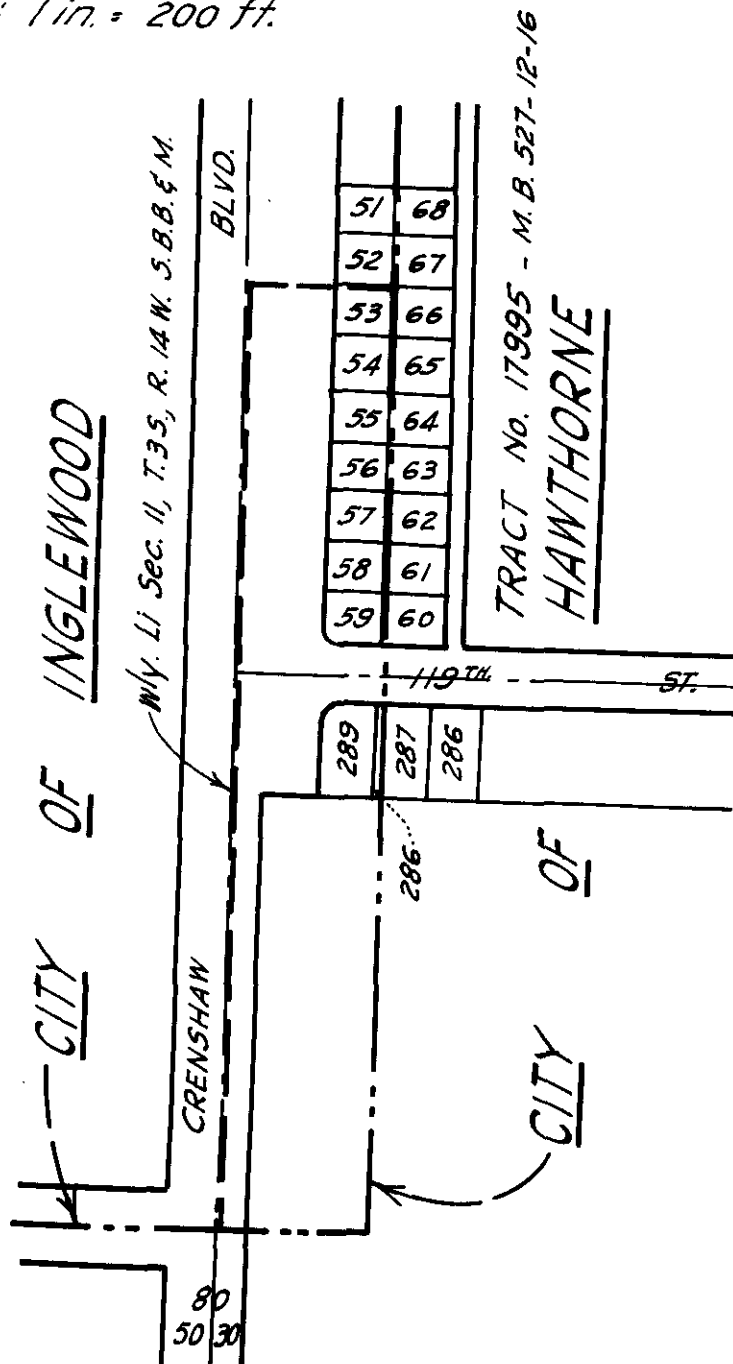 1 in. = 200 ft.
CITY OF INGLEWOOD
W'ly. Li Sec. 11, T.3S, R. 14 W. S.B.B. & M.
CRENSHAW BLVD.
51 68
52 67
53 66
54 65
55 64
56 63
57 62
58 61
59 60
119TH. ST.
289
287
286
286
TRACT No. 17995 - M.B. 527-12-16
CITY OF HAWTHORNE
80
50 30